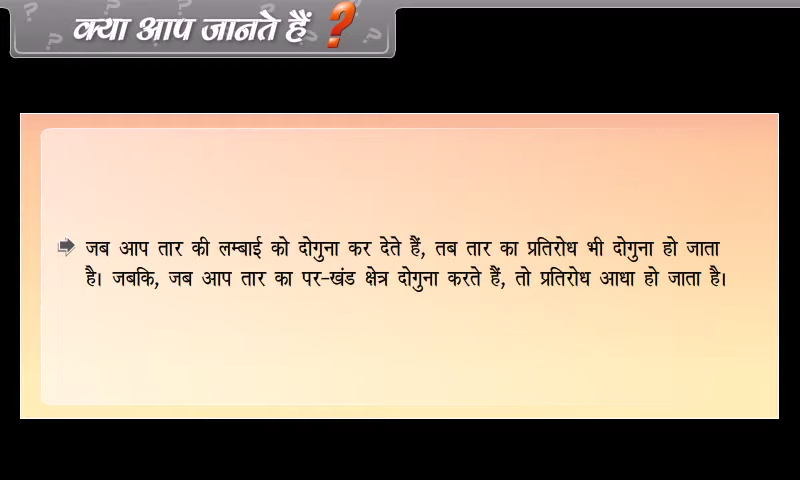 क्या आप जानते हैं ?
जब आप तार की लम्बाई को दोगुना कर देते हैं, तब तार का प्रतिरोध भी दोगुना हो जाता
है। जबकि, जब आप तार का पर-खंड क्षेत्र दोगुना करते हैं, तो प्रतिरोध आधा हो जाता है।